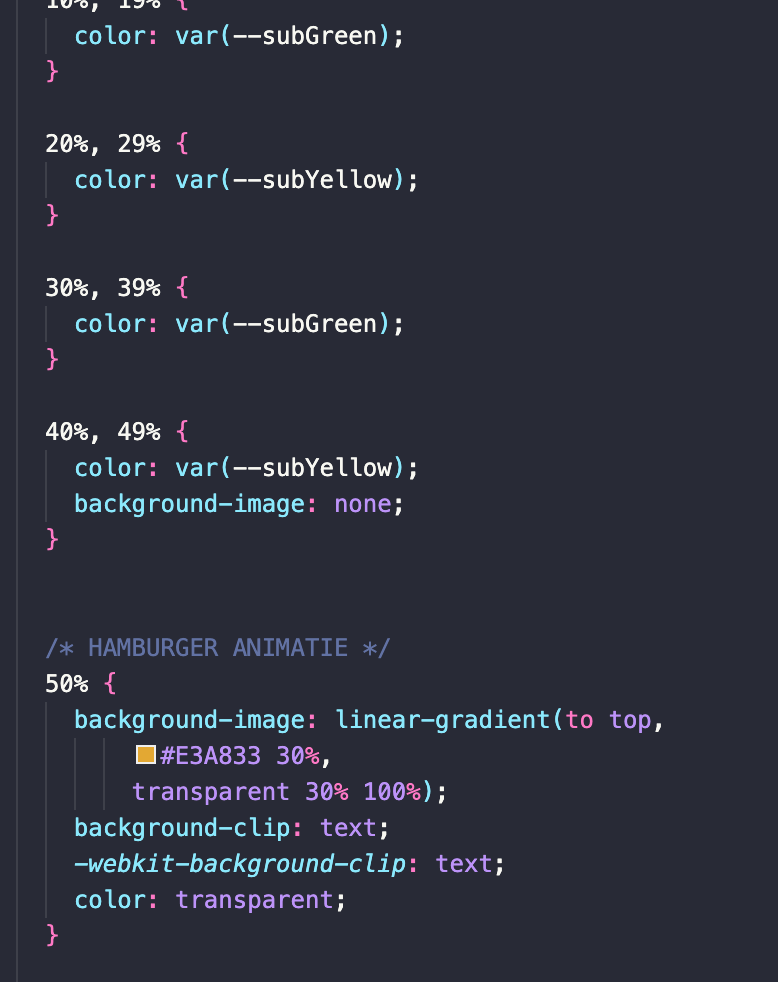 10%, 19% {
color: var(--subGreen);
}
20%, 29% {
color: var(--subYellow);
}
30%, 39% {
color: var(--subGreen);
}
40%, 49% {
color: var(--subYellow);
background-image: none;
}
/* HAMBURGER ANIMATIE */
50% {
background-image: linear-gradient(to top,
#E3A833 30%,
transparent 30% 100%);
background-clip: text;
-webkit-background-clip: text;
color: transparent;
}